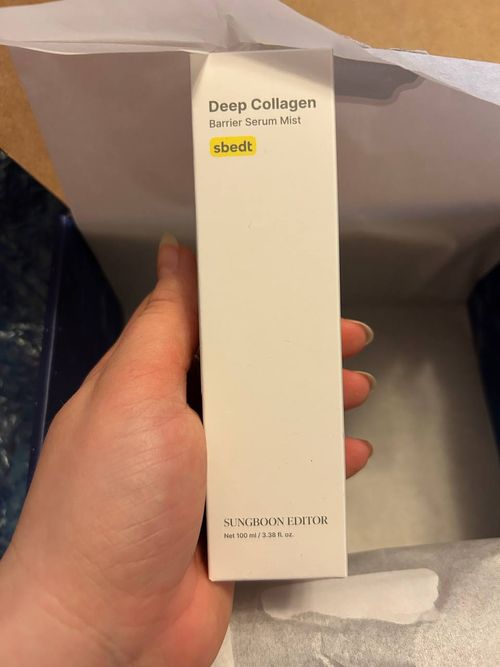 Deep Collagen
Barrier Serum Mist
sbedt
SUNGBOON EDITOR
Net 100 ml / 3.38 fl. oz.